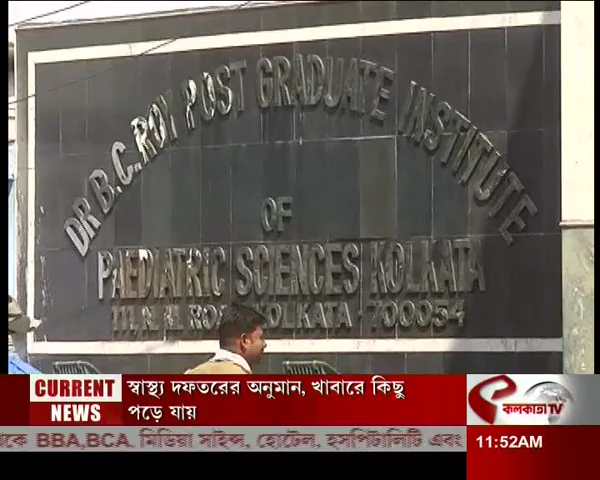 DR. B.C. ROY POST GRADUATE INSTITUTE
OF
PAEDIATRIC SCIENCES KOLKATA
111, N. KOLKATA - 700054
CURRENT NEWS
স্বাস্থ্য দফতরের অনুমান, খাবারে কিছু
পড়ে যায়
কলকাতা TV
কে BBA,BCA. মিডিয়া সাইন্স, হোটেল, হসপিটালিটি এবং
11:52AM